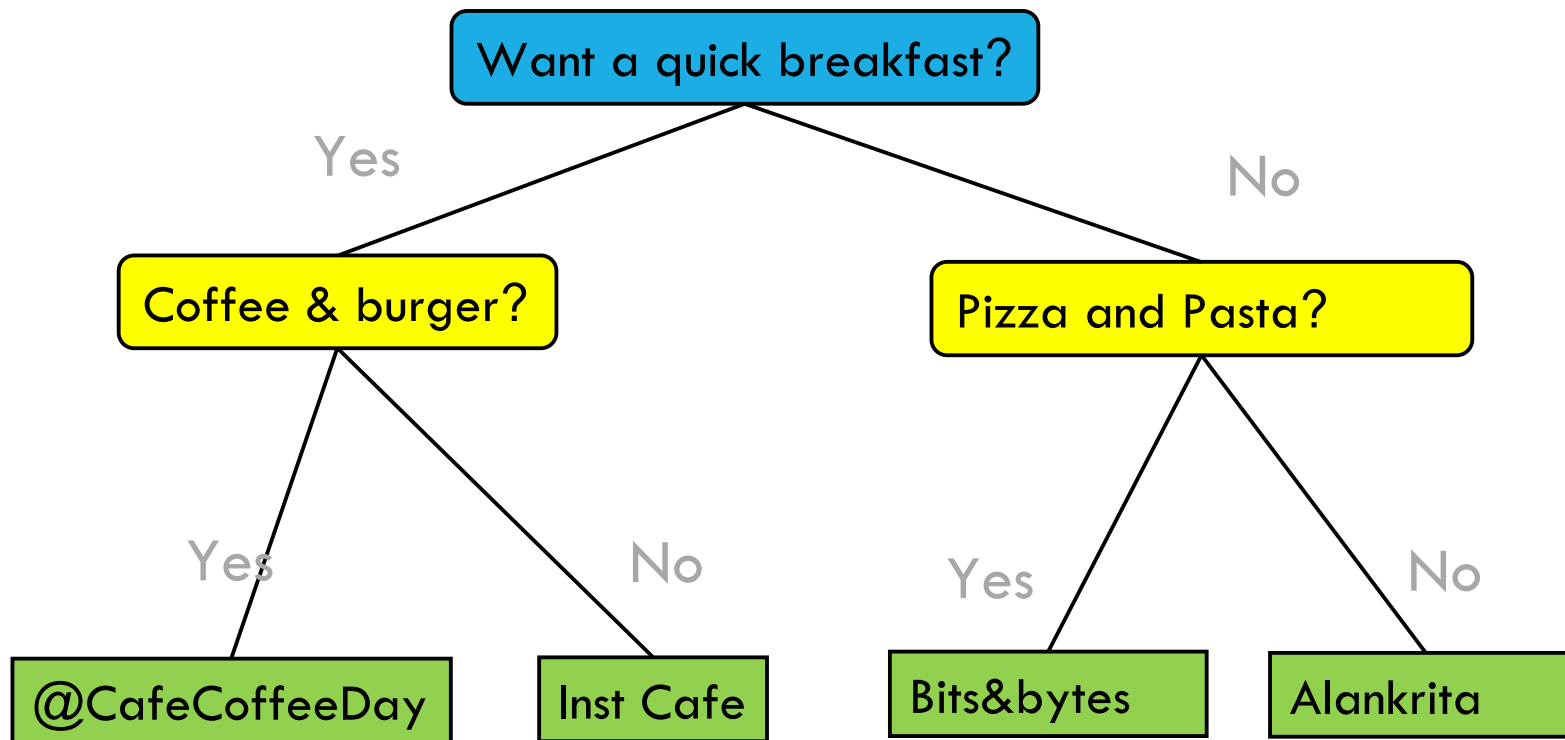 Want a quick breakfast?
Yes
No
Coffee & burger?
Pizza and Pasta?
Yes
No
Yes
No
@CafeCoffeeDay
Inst Cafe
Bits&bytes
Alankrita